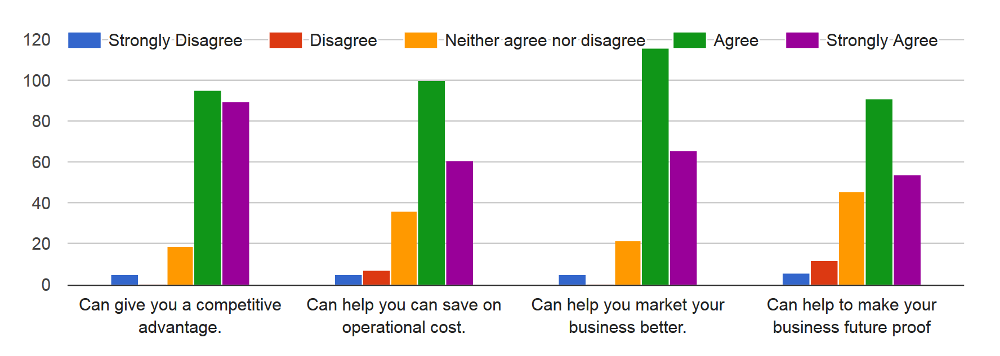 120 Strongly Disagree Disagree Neither agree nor disagree Agree Strongly Agree
100
80
60
40
20
0
Can give you a competitive advantage.
Can help you can save on operational cost.
Can help you market your business better.
Can help to make your business future proof